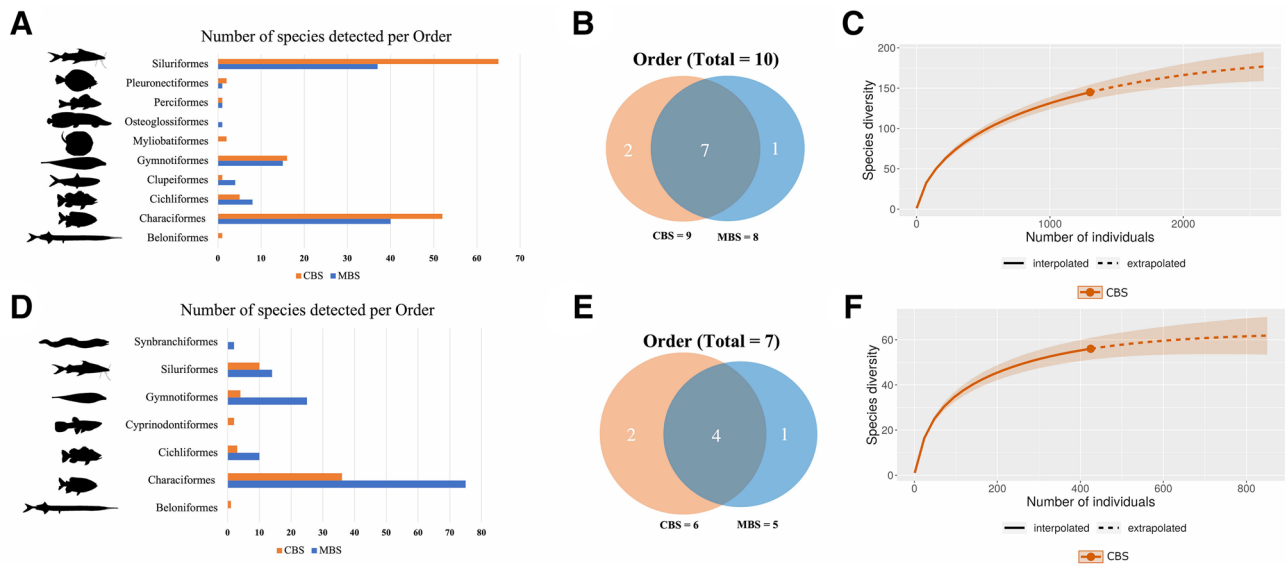 A
Number of species detected per Order
Siluriformes
Pleuronectiformes
Perciformes
Osteoglossiformes
Myliobatiformes
Gymnotiformes
Clupeiformes
Cichliformes
Characiformes
Beloniformes
0 10 20 30 40 50 60 70
CBS MBS
B
Order (Total = 10)
2 7 1
CBS = 9 MBS = 8
C
Species diversity
200
150
100
50
0
0 1000 2000
Number of individuals
interpolated extrapolated
CBS
D
Number of species detected per Order
Synbranchiformes
Siluriformes
Gymnotiformes
Cyprinodontiformes
Cichliformes
Characiformes
Beloniformes
0 10 20 30 40 50 60 70 80
CBS MBS
E
Order (Total = 7)
2 4 1
CBS = 6 MBS = 5
F
Species diversity
60
40
20
0
0 200 400 600 800
Number of individuals
interpolated extrapolated
CBS